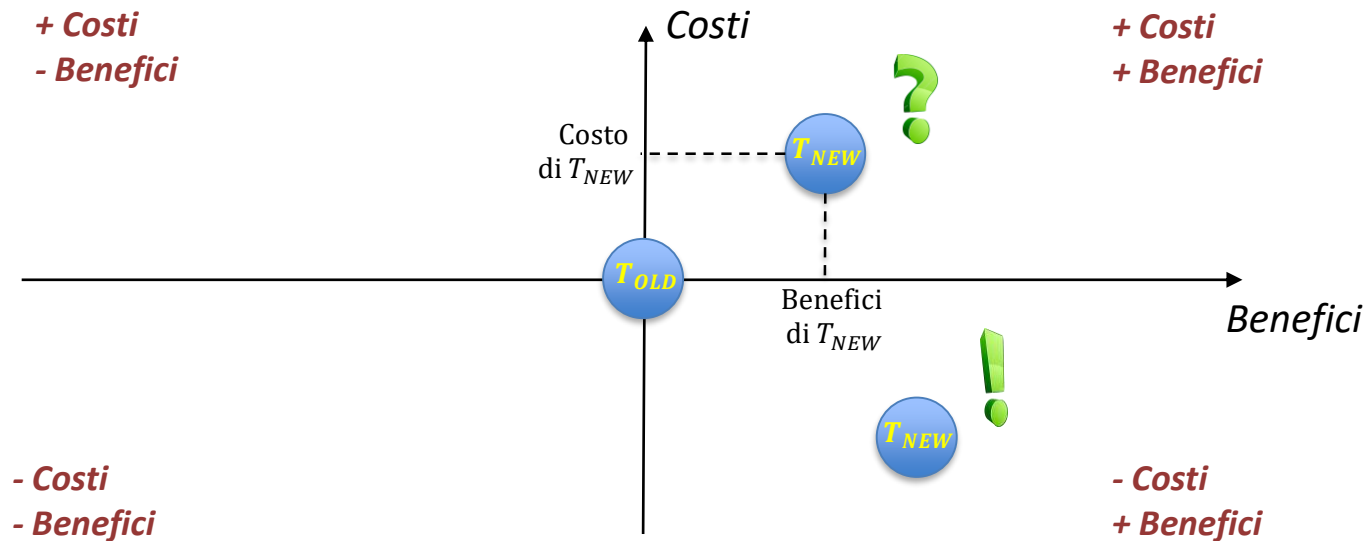 + Costi
- Benefici
Costi
+ Costi
+ Benefici
?
Costo
di T_NEW
T_NEW
T_OLD
Benefici
di T_NEW
Benefici
!
T_NEW
- Costi
- Benefici
- Costi
+ Benefici